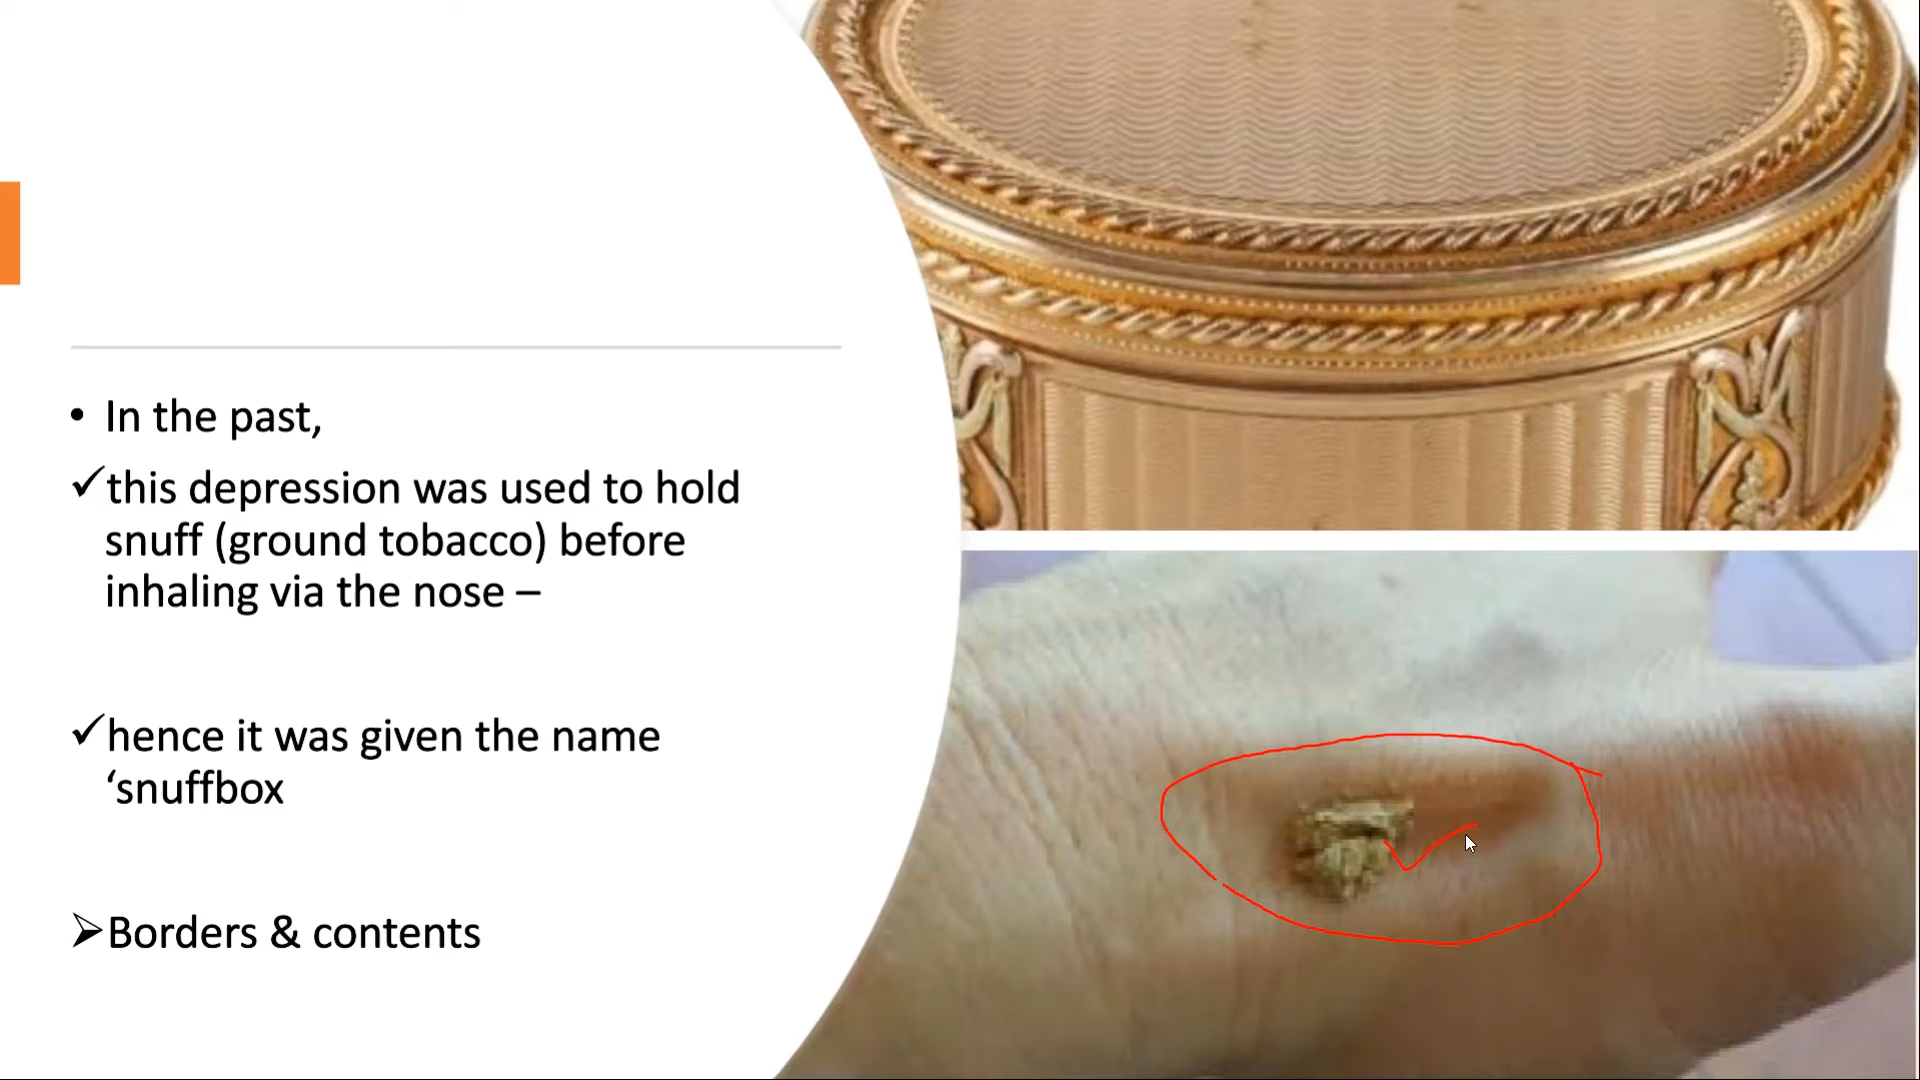 • In the past,
✓this depression was used to hold
snuff (ground tobacco) before
inhaling via the nose –
✓hence it was given the name
‘snuffbox
➢Borders & contents